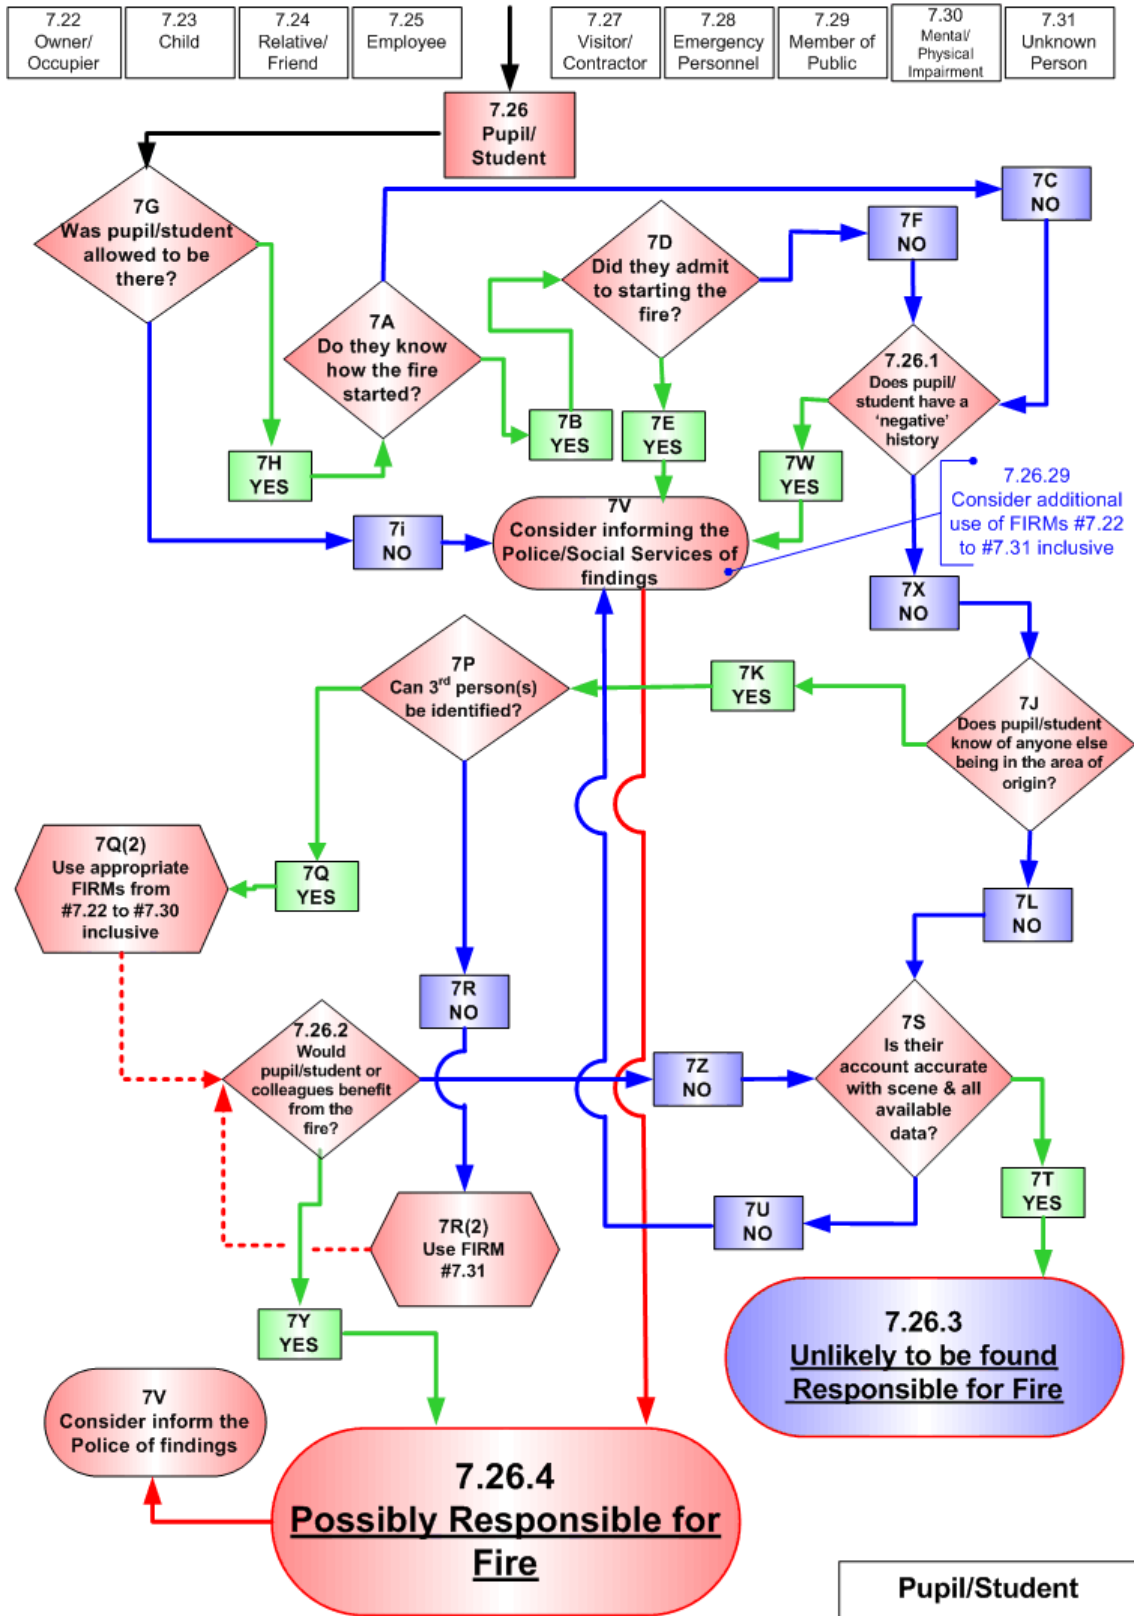 7.22
Owner/
Occupier
7.23
Child
7.24
Relative/
Friend
7.25
Employee
7.27
Visitor/
Contractor
7.28
Emergency
Personnel
7.29
Member of
Public
7.30
Mental/
Physical
Impairment
7.31
Unknown
Person
7.26
Pupil/
Student
7G
Was pupil/student
allowed to be
there?
7C
NO
7F
NO
7D
Did they admit
to starting the
fire?
7A
Do they know
how the fire
started?
7.26.1
Does pupil/
student have a
‘negative’
history
7B
YES
7E
YES
7H
YES
7W
YES
7.26.29
Consider additional
use of FIRMs #7.22
to #7.31 inclusive
7i
NO
7V
Consider informing the
Police/Social Services of
findings
7X
NO
7P
Can 3rd person(s)
be identified?
7K
YES
7J
Does pupil/student
know of anyone else
being in the area of
origin?
7Q(2)
Use appropriate
FIRMs from
#7.22 to #7.30
inclusive
7Q
YES
7L
NO
7R
NO
7.26.2
Would
pupil/student or
colleagues benefit
from the
fire?
7Z
NO
7S
Is their
account accurate
with scene & all
available
data?
7T
YES
7U
NO
7R(2)
Use FIRM
#7.31
7Y
YES
7.26.3
Unlikely to be found
Responsible for Fire
7V
Consider inform the
Police of findings
7.26.4
Possibly Responsible for
Fire
Pupil/Student